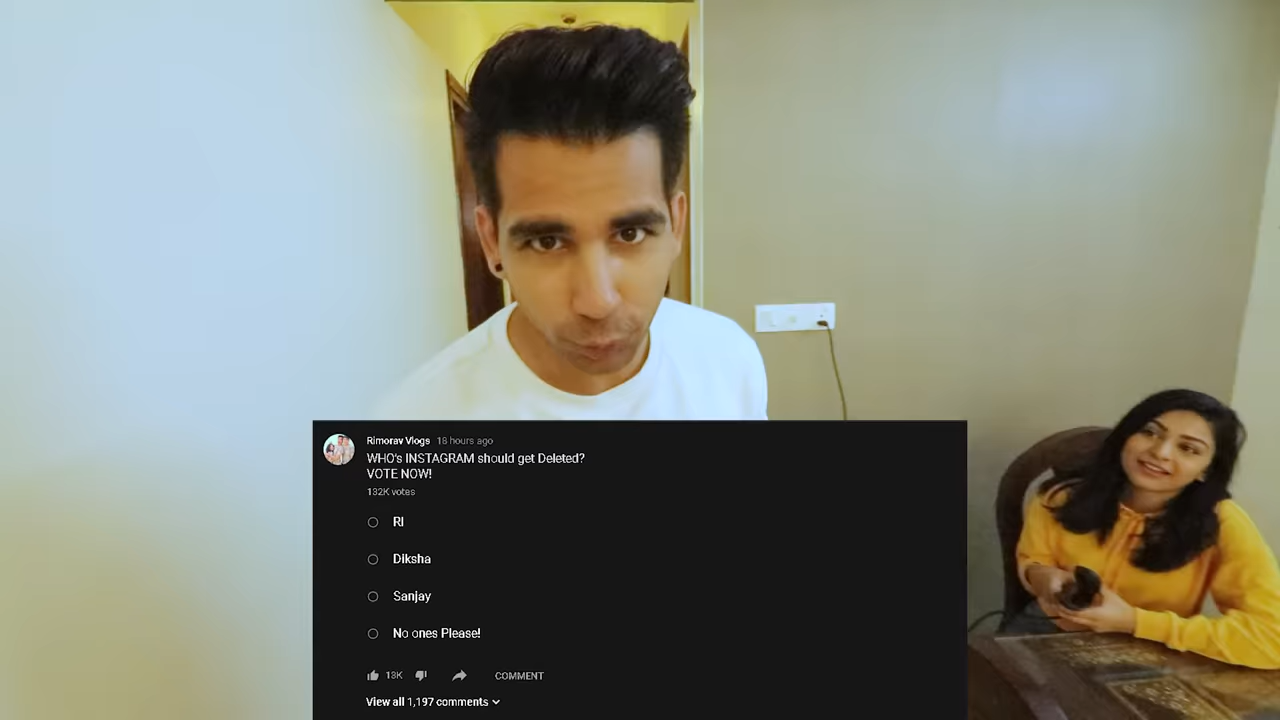 Rimorav Vlogs 18 hours ago
WHO's INSTAGRAM should get Deleted?
VOTE NOW!
132K votes
RI
Diksha
Sanjay
No ones Please!
13K COMMENT
View all 1,197 comments